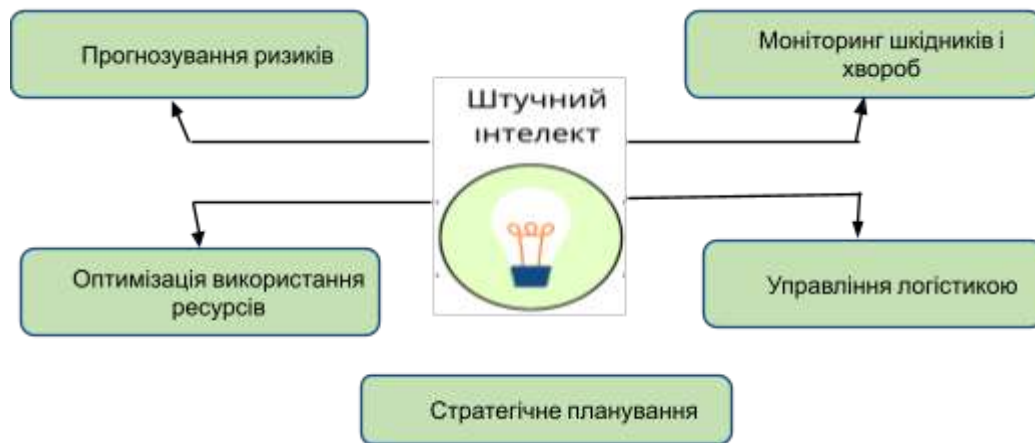 Прогнозування ризиків
Моніторинг шкідників і
хвороб
Штучний
інтелект
Оптимізація використання
ресурсів
Управління логістикою
Стратегічне планування